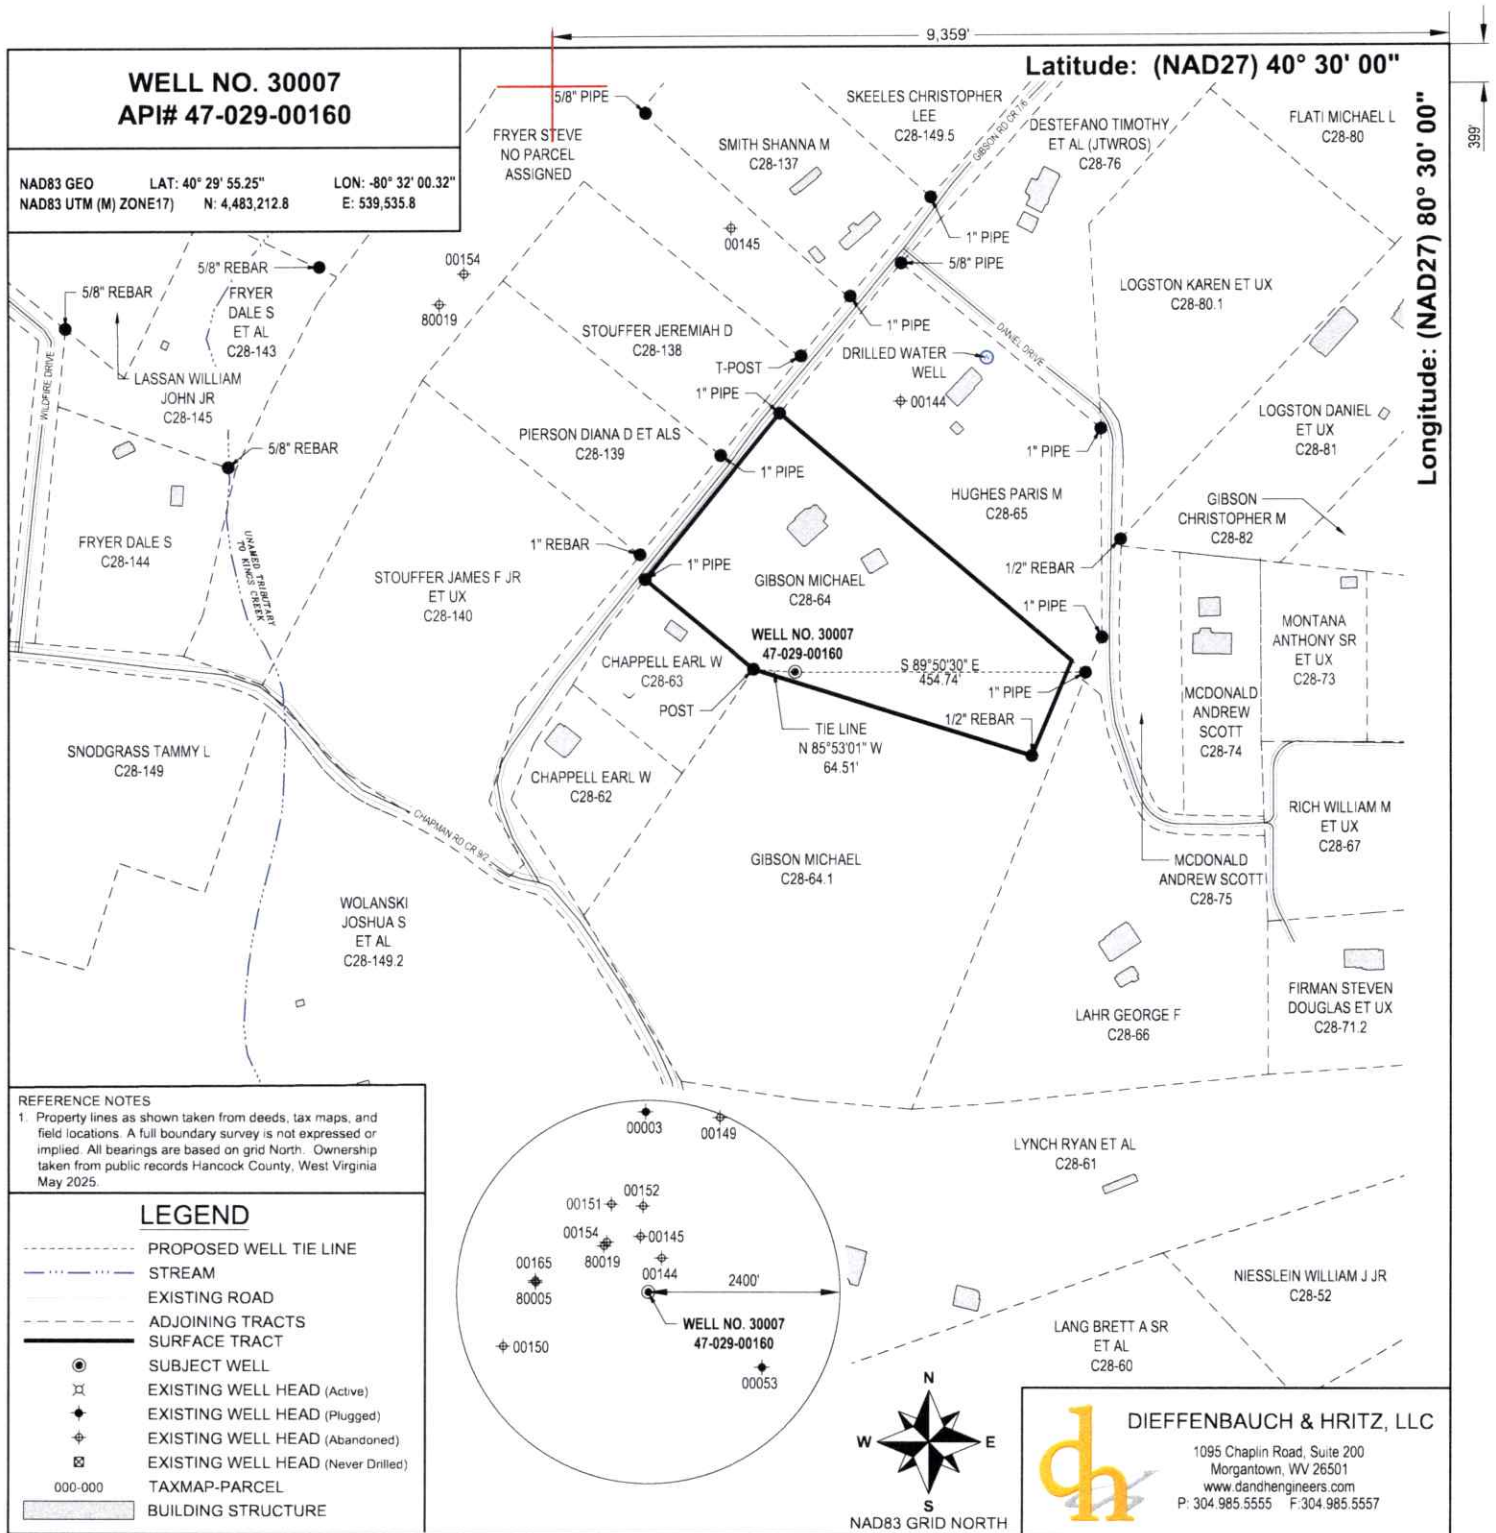 9,359'
WELL NO. 30007
API# 47-029-00160
NAD83 GEO LAT: 40° 29' 55.25" LON: -80° 32' 00.32"
NAD83 UTM (M) ZONE17) N: 4,483,212.8 E: 539,535.8
Latitude: (NAD27) 40° 30' 00"
Longitude: (NAD27) 80° 30' 00"
399'
5/8" PIPE
FRYER STEVE
NO PARCEL
ASSIGNED
SMITH SHANNA M
C28-137
SKEELES CHRISTOPHER
LEE
C28-149.5
GIBSON RD CR 7/6
DESTEFANO TIMOTHY
ET AL (JTWROS)
C28-76
FLATI MICHAEL L
C28-80
00145
1" PIPE
5/8" PIPE
1" PIPE
5/8" REBAR
5/8" REBAR
FRYER
DALE S
ET AL
C28-143
00154
80019
WILDFIRE DRIVE
LASSAN WILLIAM
JOHN JR
C28-145
5/8" REBAR
STOUFFER JEREMIAH D
C28-138
T-POST
1" PIPE
DRILLED WATER
WELL
00144
DANIEL DRIVE
LOGSTON KAREN ET UX
C28-80.1
LOGSTON DANIEL
ET UX
C28-81
1" PIPE
PIERSON DIANA D ET ALS
C28-139
1" PIPE
HUGHES PARIS M
C28-65
GIBSON
CHRISTOPHER M
C28-82
FRYER DALE S
C28-144
UNAMED TRIBUTARY
TO KINGS CREEK
1" REBAR
1" PIPE
STOUFFER JAMES F JR
ET UX
C28-140
GIBSON MICHAEL
C28-64
1/2" REBAR
1" PIPE
WELL NO. 30007
47-029-00160
S 89°50'30" E
454.74'
1" PIPE
CHAPPELL EARL W
C28-63
POST
TIE LINE
N 85°53'01" W
64.51'
1/2" REBAR
MONTANA
ANTHONY SR
ET UX
C28-73
MCDONALD
ANDREW
SCOTT
C28-74
SNODGRASS TAMMY L
C28-149
CHAPPELL EARL W
C28-62
CHAPMAN RD CR 9/2
RICH WILLIAM M
ET UX
C28-67
GIBSON MICHAEL
C28-64.1
MCDONALD
ANDREW SCOTT
C28-75
WOLANSKI
JOSHUA S
ET AL
C28-149.2
LAHR GEORGE F
C28-66
FIRMAN STEVEN
DOUGLAS ET UX
C28-71.2
REFERENCE NOTES
1. Property lines as shown taken from deeds, tax maps, and
field locations. A full boundary survey is not expressed or
implied. All bearings are based on grid North. Ownership
taken from public records Hancock County, West Virginia
May 2025.
LEGEND
PROPOSED WELL TIE LINE
STREAM
EXISTING ROAD
ADJOINING TRACTS
SURFACE TRACT
SUBJECT WELL
EXISTING WELL HEAD (Active)
EXISTING WELL HEAD (Plugged)
EXISTING WELL HEAD (Abandoned)
EXISTING WELL HEAD (Never Drilled)
000-000 TAXMAP-PARCEL
BUILDING STRUCTURE
00003
00149
00151
00152
00154
00145
80019
00165
00144
80005
2400'
WELL NO. 30007
47-029-00160
00150
00053
LYNCH RYAN ET AL
C28-61
NIESSLEIN WILLIAM J JR
C28-52
LANG BRETT A SR
ET AL
C28-60
N
W E
S
NAD83 GRID NORTH
dh
DIEFFENBAUCH & HRITZ, LLC
1095 Chaplin Road, Suite 200
Morgantown, WV 26501
www.dandhengineers.com
P: 304.985.5555 F:304.985.5557